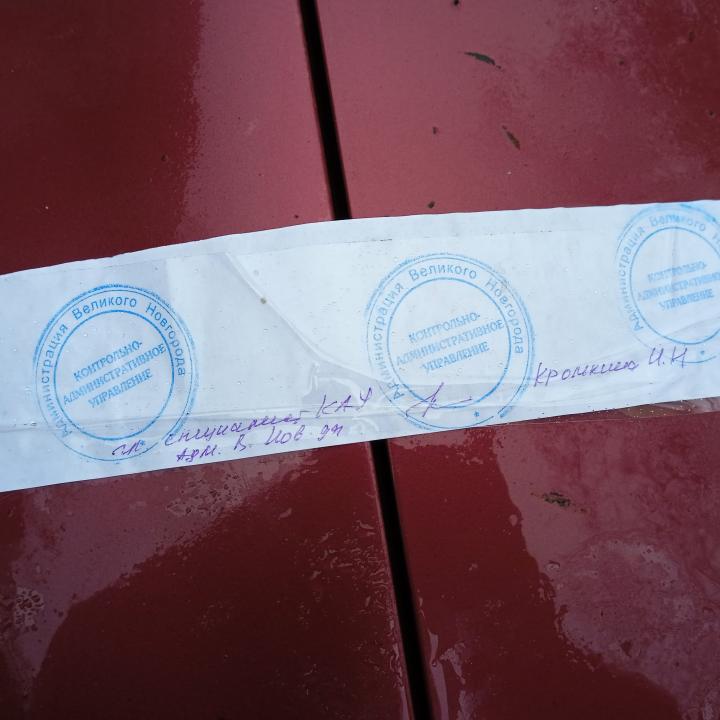 Администрация Великого Новгорода
КОНТРОЛЬНО-
АДМИНИСТРАТИВНОЕ
УПРАВЛЕНИЕ
Администрация Великого Новгорода
КОНТРОЛЬНО-
АДМИНИСТРАТИВНОЕ
УПРАВЛЕНИЕ
Администрация Великого Н
КОНТРОЛЬНО-
АДМИНИСТРАТИВНОЕ
УПРАВЛЕНИЕ
гл. специалист КАУ
Адм. В. Нов